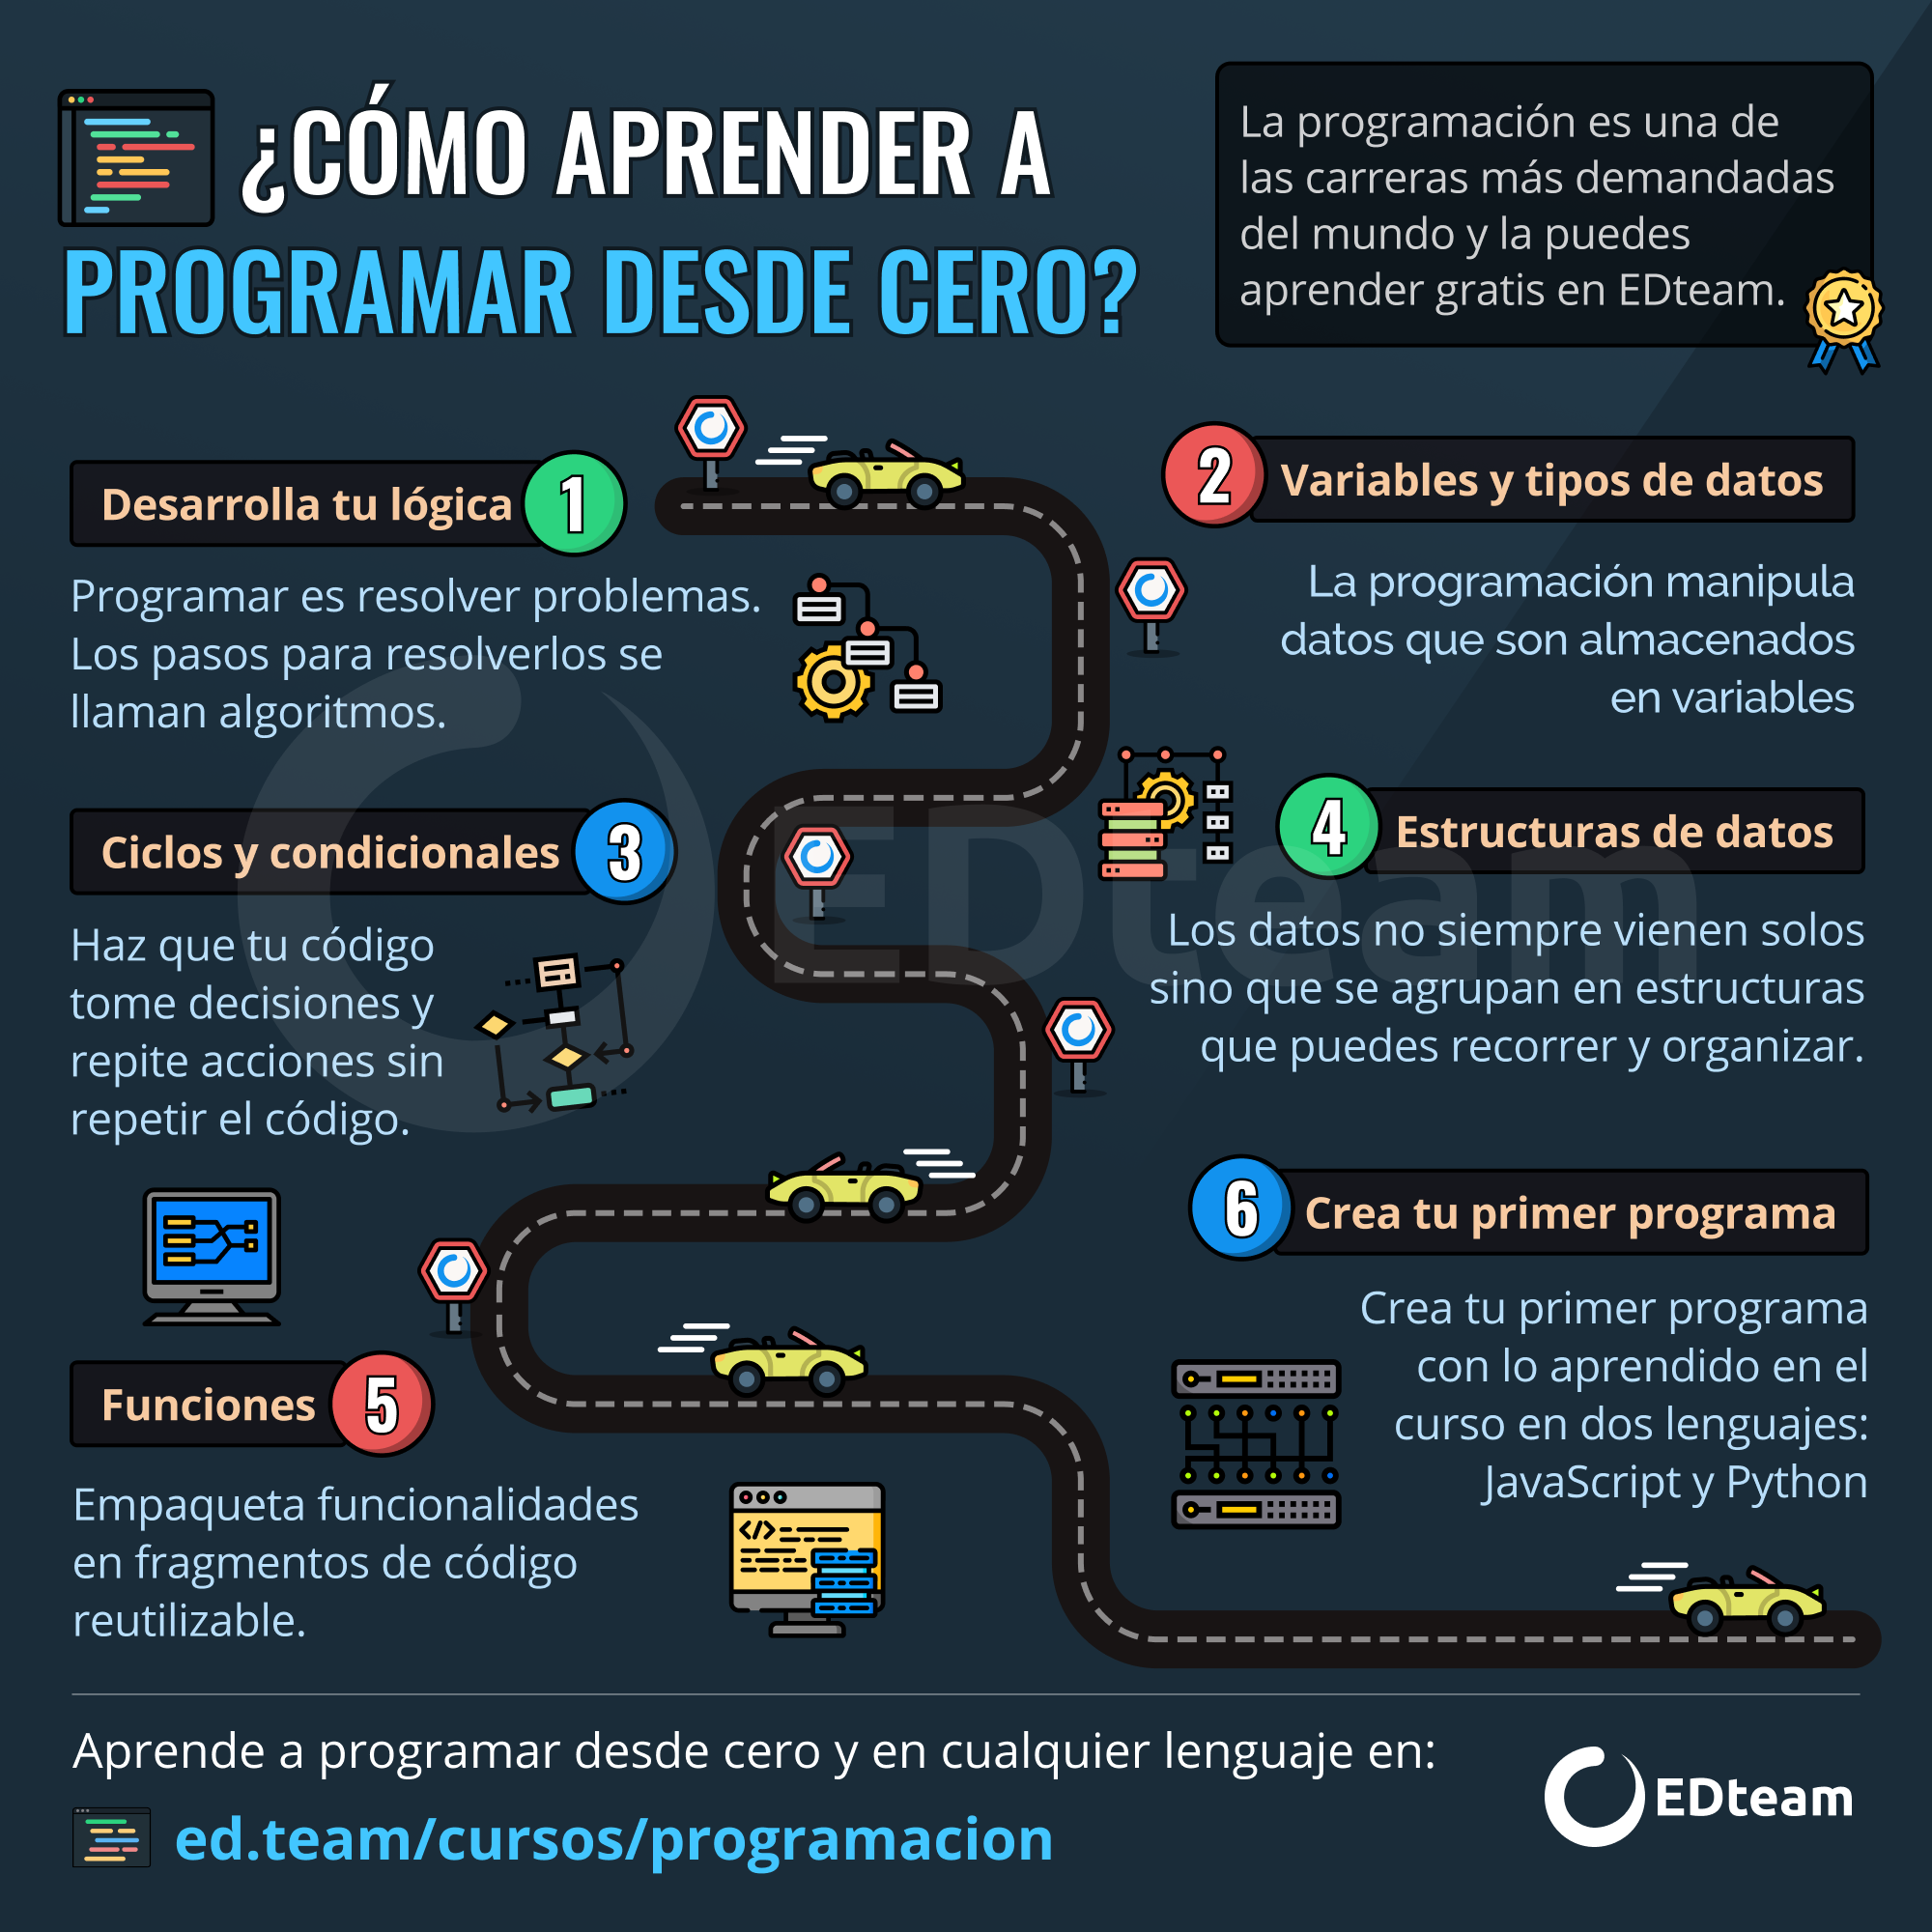 ¿CÓMO APRENDER A
PROGRAMAR DESDE CERO?
La programación es una de
las carreras más demandadas
del mundo y la puedes
aprender gratis en EDteam.
Desarrolla tu lógica 1
Programar es resolver problemas.
Los pasos para resolverlos se
llaman algoritmos.
2 Variables y tipos de datos
La programación manipula
datos que son almacenados
en variables
Ciclos y condicionales 3
Haz que tu código
tome decisiones y
repite acciones sin
repetir el código.
4 Estructuras de datos
Los datos no siempre vienen solos
sino que se agrupan en estructuras
que puedes recorrer y organizar.
EDteam
Funciones 5
Empaqueta funcionalidades
en fragmentos de código
reutilizable.
</>
6 Crea tu primer programa
Crea tu primer programa
con lo aprendido en el
curso en dos lenguajes:
JavaScript y Python
Aprende a programar desde cero y en cualquier lenguaje en:
ed.team/cursos/programacion
EDteam